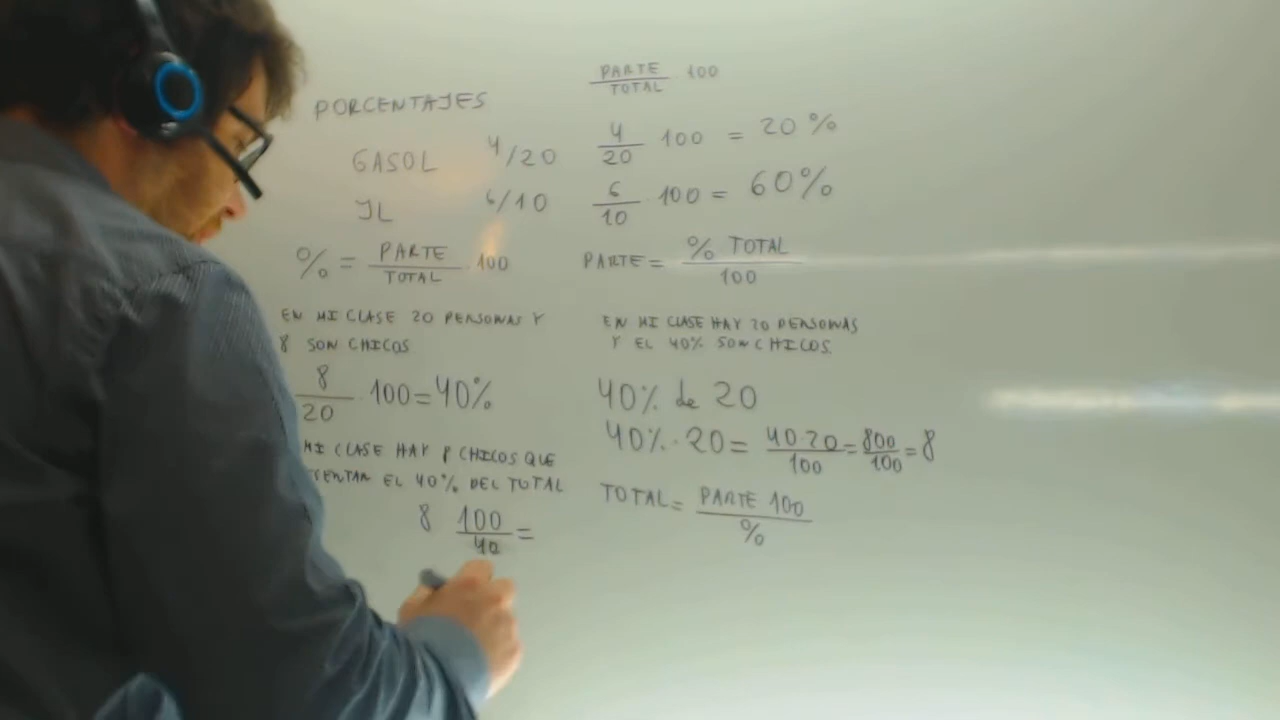 PORCENTAJES
GASOL 4/20
JL 6/10
% = PARTE/TOTAL 100
EN MI CLASE 20 PERSONAS Y
8 SON CHICOS
8/20 100 = 40%
MI CLASE HAY 8 CHICOS QUE
EL 40% DEL TOTAL
8 100/40 =
PARTE/TOTAL 100
4/20 100 = 20%
6/10 100 = 60%
PARTE = % TOTAL/100
EN MI CLASE HAY 20 PERSONAS
Y EL 40% SON CHICOS.
40% de 20
40% · 20 = 40·20/100 = 800/100 = 8
TOTAL = PARTE 100/%